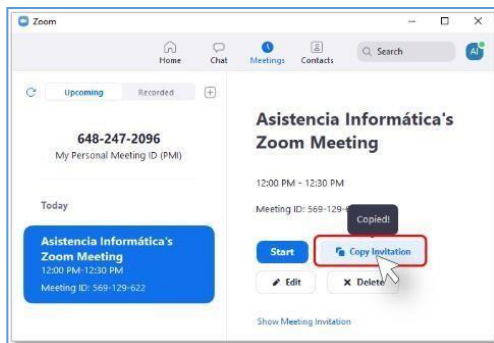 Zoom
Home Chat Meetings Contacts Search AI
Upcoming Recorded
648-247-2096
My Personal Meeting ID (PMI)
Today
Asistencia Informática's
Zoom Meeting
12:00 PM-12:30 PM
Meeting ID: 569-129-622
Asistencia Informática's
Zoom Meeting
12:00 PM - 12:30 PM
Meeting ID: 569-129-
Copied!
Start Copy Invitation
Edit Delete
Show Meeting Invitation